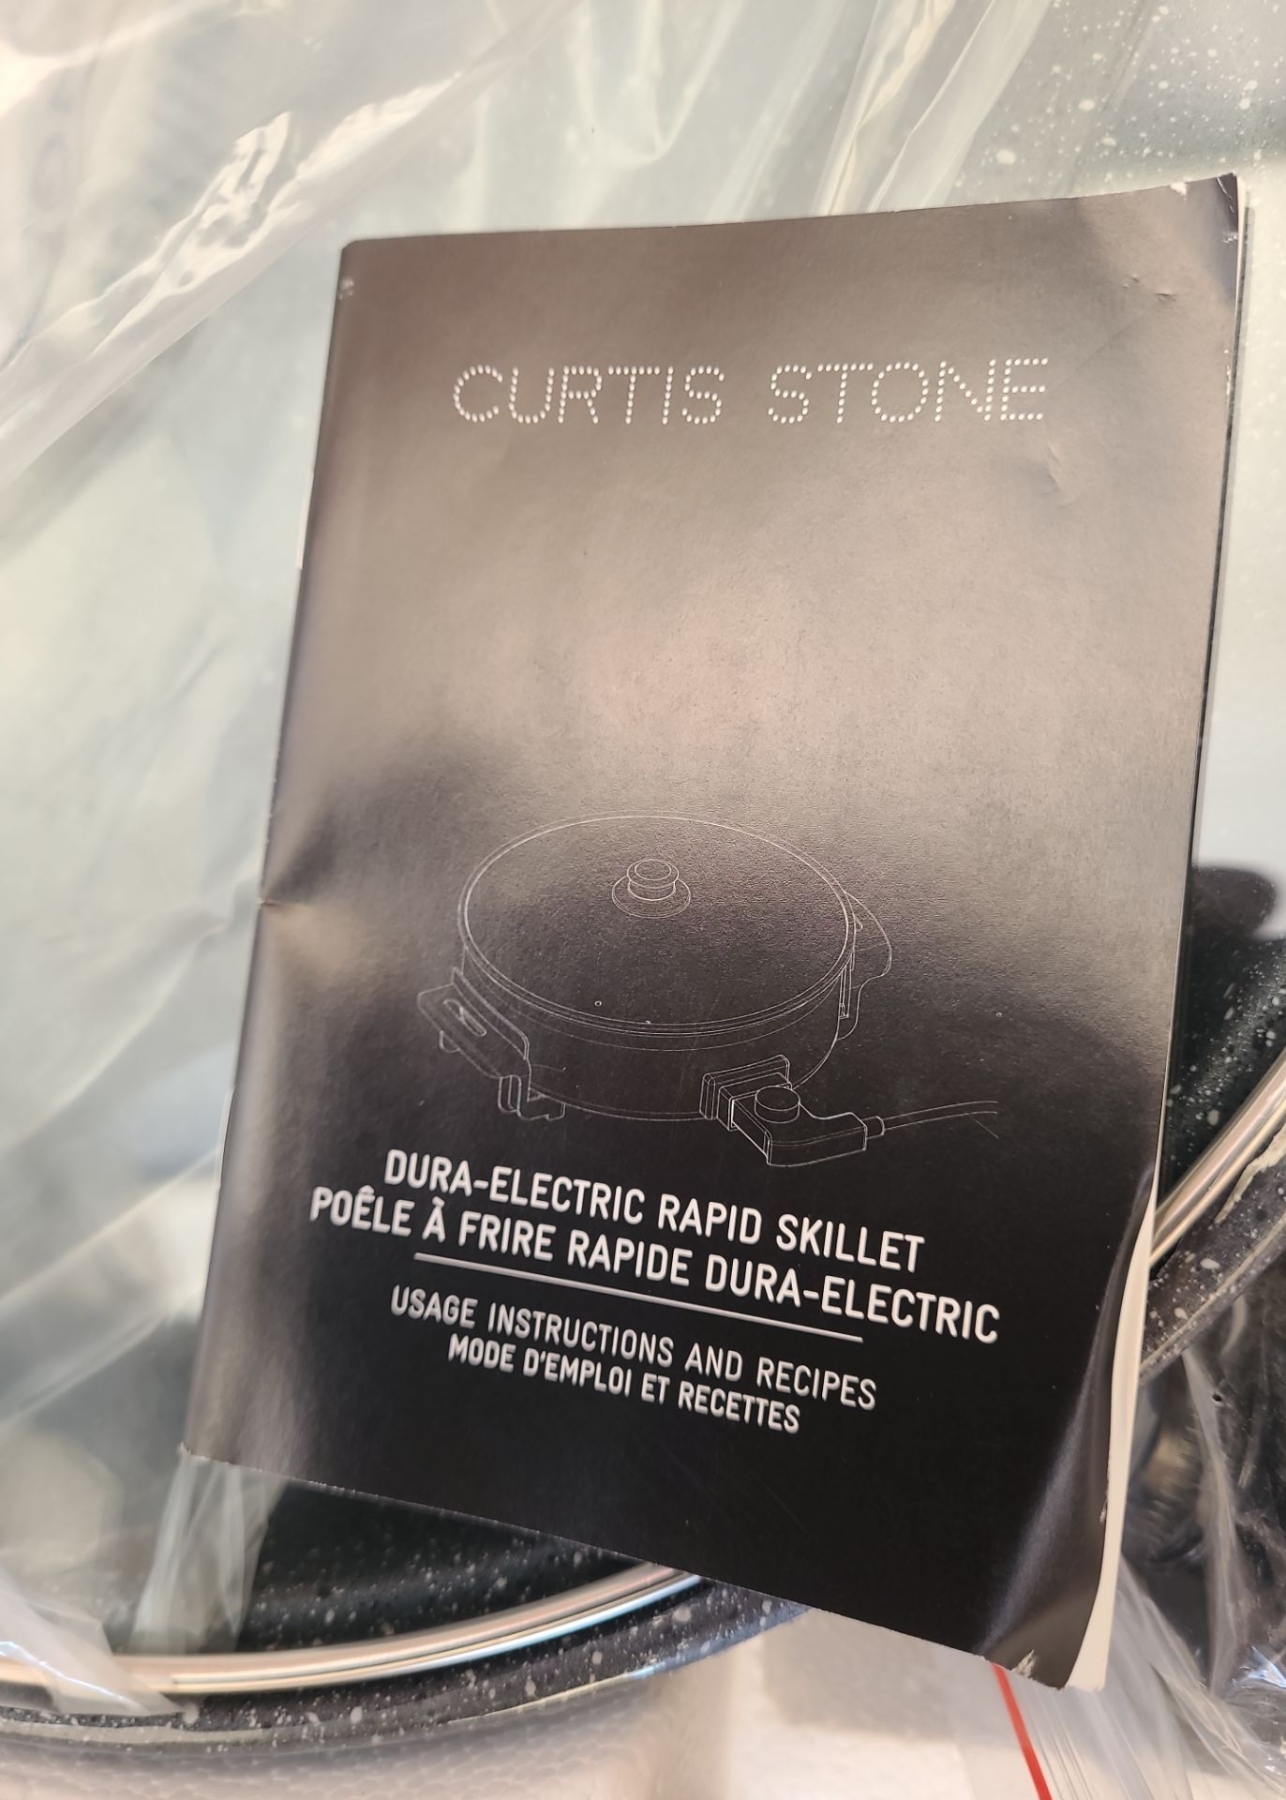 CURTIS STONE
DURA-ELECTRIC RAPID SKILLET
POÊLE À FRIRE RAPIDE DURA-ELECTRIC
USAGE INSTRUCTIONS AND RECIPES
MODE D'EMPLOI ET RECETTES